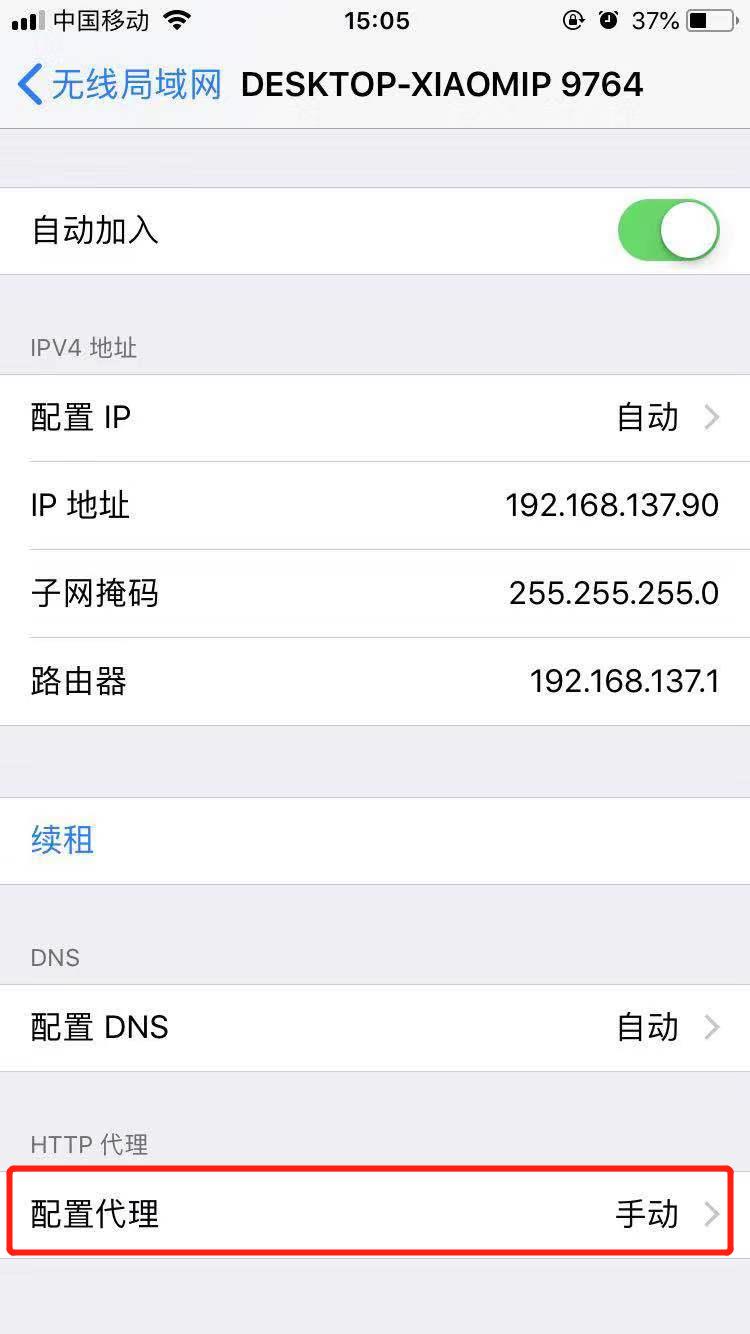 中国移动 15:05 37%
无线局域网 DESKTOP-XIAOMIP 9764
自动加入
IPV4 地址
配置 IP 自动
IP 地址 192.168.137.90
子网掩码 255.255.255.0
路由器 192.168.137.1
续租
DNS
配置 DNS 自动
HTTP 代理
配置代理 手动